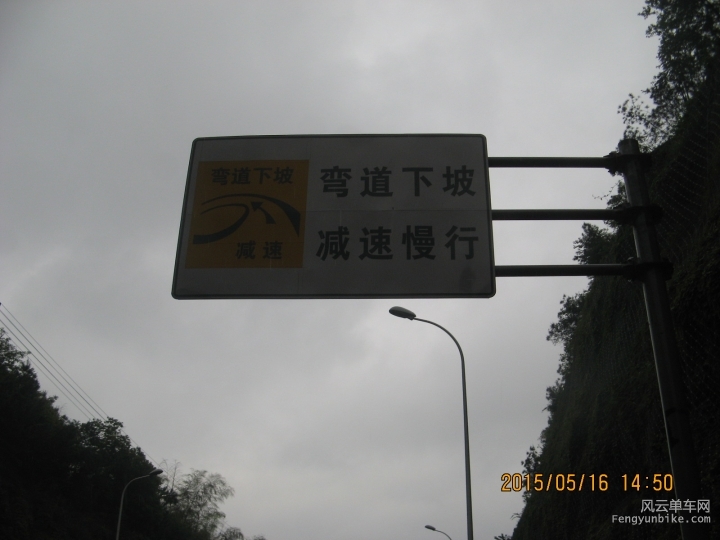 弯道下坡
减速
弯道下坡
减速慢行
2015/05/16 14:50
风云单车网
Fengyunbike.com